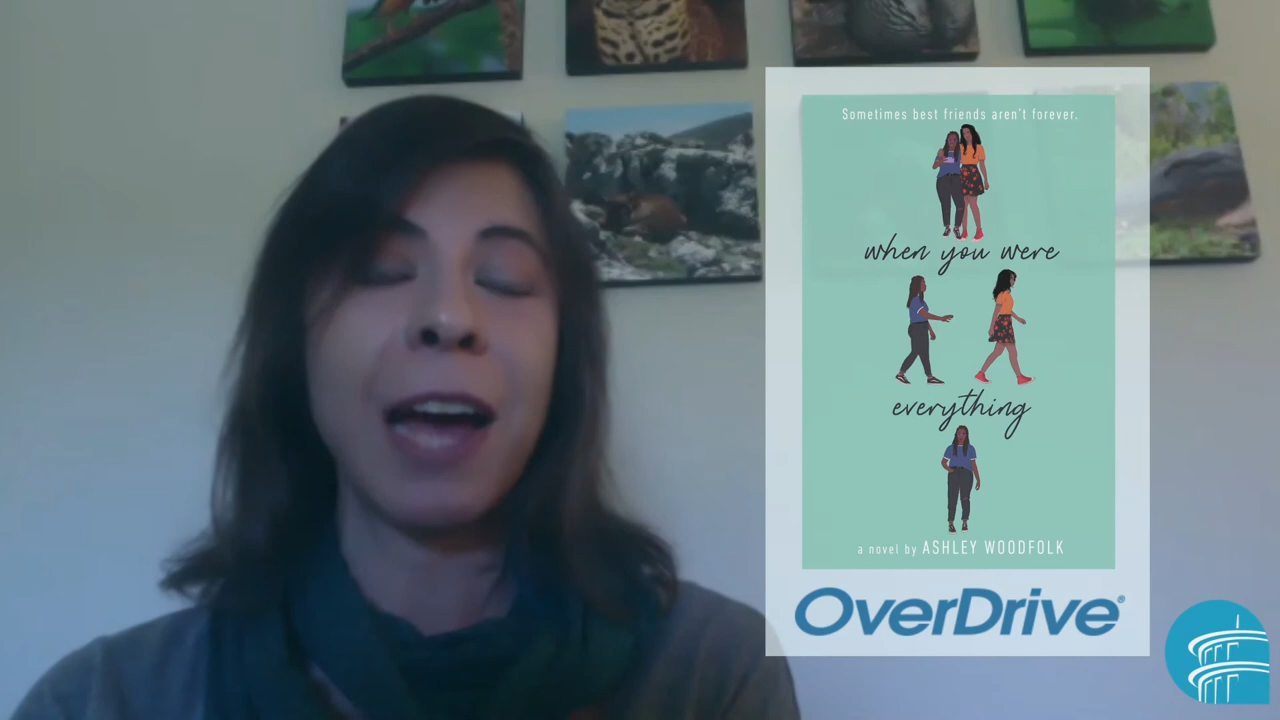 Sometimes best friends aren't forever.
when you were
everything
a novel by ASHLEY WOODFOLK
OverDrive®